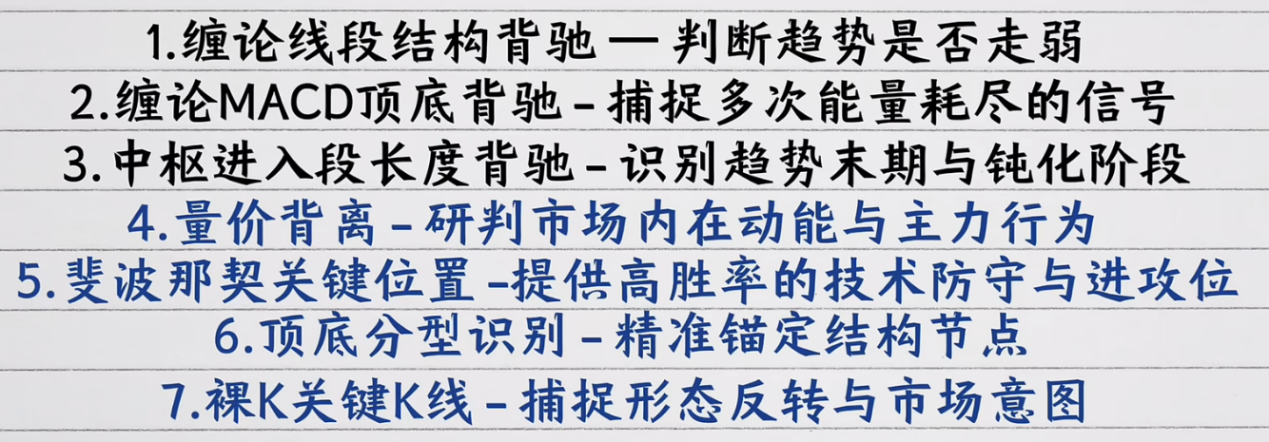 1.缠论线段结构背驰 — 判断趋势是否走弱
2.缠论MACD顶底背驰 – 捕捉多次能量耗尽的信号
3.中枢进入段长度背驰 – 识别趋势末期与钝化阶段
4.量价背离 – 研判市场内在动能与主力行为
5.斐波那契关键位置 –提供高胜率的技术防守与进攻位
6.顶底分型识别 – 精准锚定结构节点
7.裸K关键K线 – 捕捉形态反转与市场意图